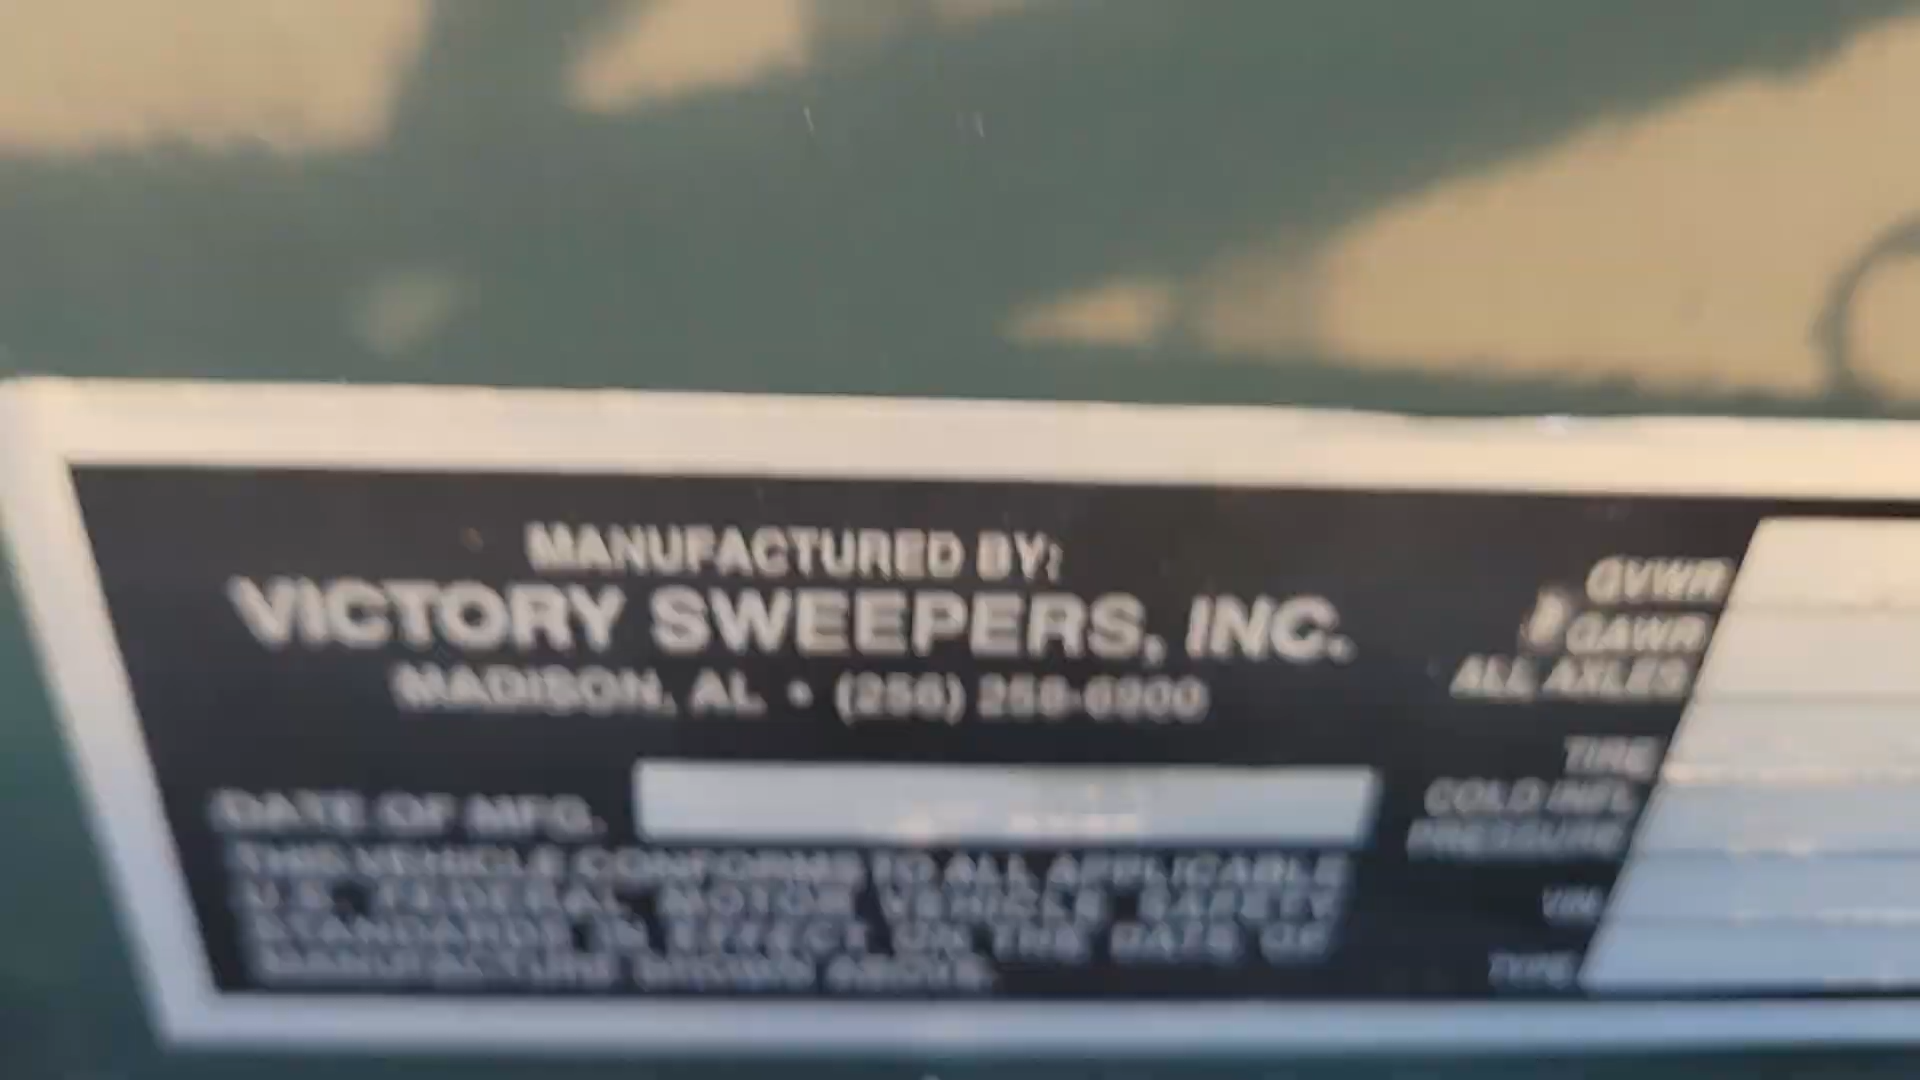 MANUFACTURED BY:
VICTORY SWEEPERS, INC.
MADISON, AL • (256) 258-6900
DATE OF MFG.
THIS VEHICLE CONFORMS TO ALL APPLICABLE
U.S. FEDERAL MOTOR VEHICLE SAFETY
STANDARDS IN EFFECT ON THE DATE OF
MANUFACTURE SHOWN ABOVE.
GVWR
GAWR
ALL AXLES
TIRE
COLD INFL
PRESSURE
VIN
TYPE